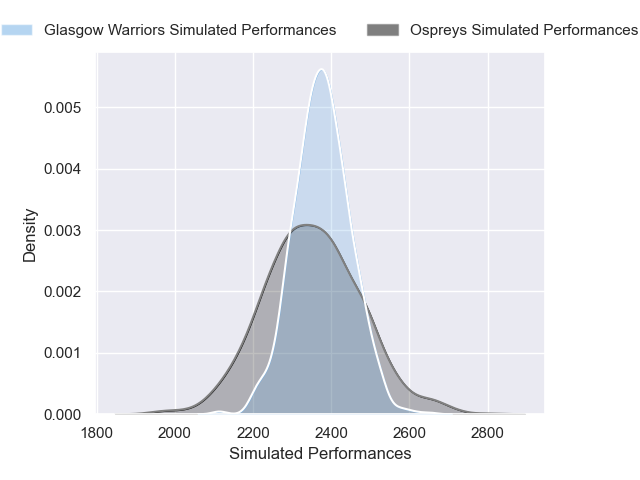 Glasgow Warriors Simulated Performances
Ospreys Simulated Performances
0.005
0.004
0.003
0.002
0.001
0.000
Density
1800 2000 2200 2400 2600 2800
Simulated Performances